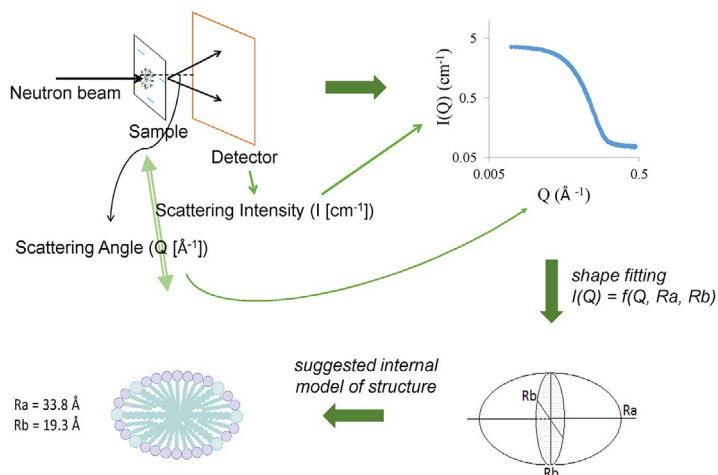 Neutron beam
Sample
Detector
Scattering Intensity (I [cm⁻¹])
Scattering Angle (Q [Å⁻¹])
I(Q) (cm⁻¹)
5
0.5
0.05
0.005
0.5
Q (Å ⁻¹)
shape fitting
I(Q) = f(Q, Ra, Rb)
suggested internal
model of structure
Ra = 33.8 Å
Rb = 19.3 Å
Rb
Ra
Rb